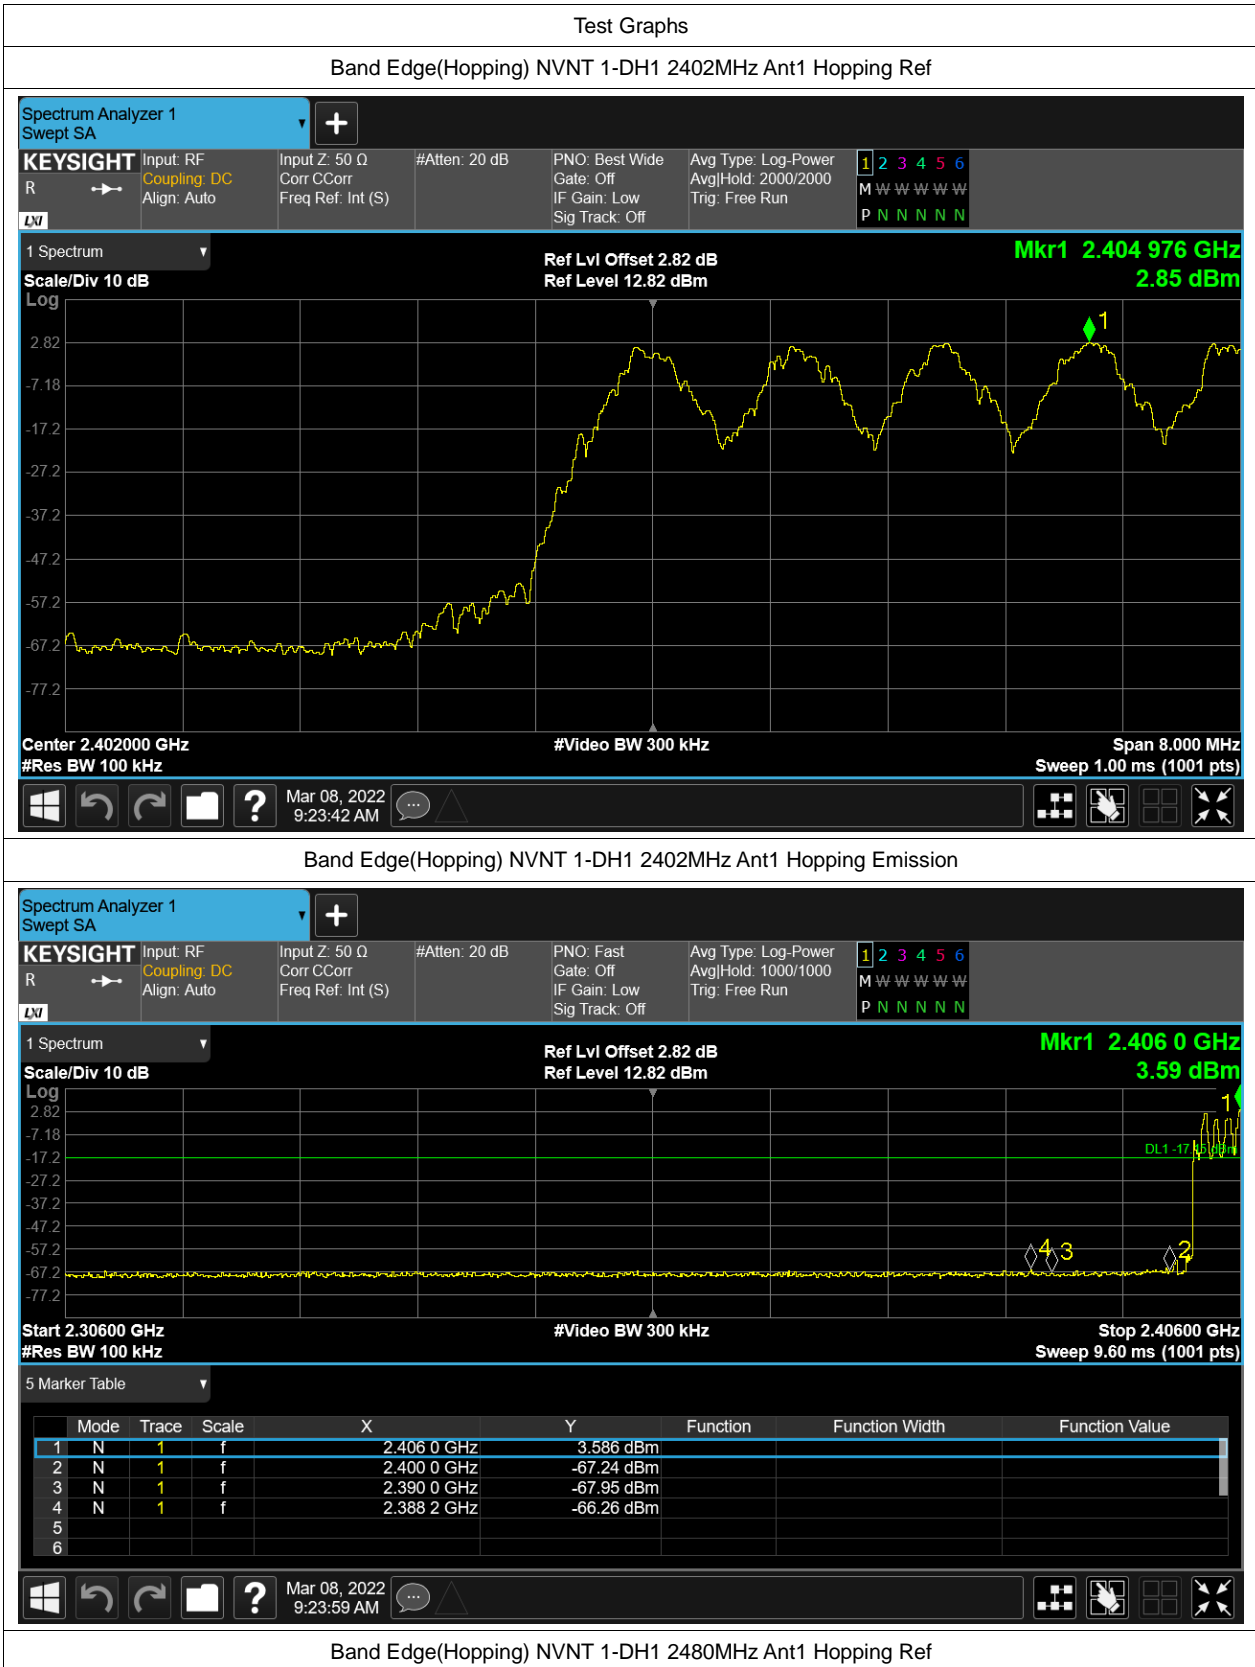 Test Graphs
Band Edge(Hopping) NVNT 1-DH1 2402MHz Ant1 Hopping Ref
Spectrum Analyzer 1
Swept SA
KEYSIGHT
R
LXI
Input: RF
Coupling: DC
Align: Auto
Input Z: 50 Ω
Corr CCorr
Freq Ref: Int (S)
#Atten: 20 dB
PNO: Best Wide
Gate: Off
IF Gain: Low
Sig Track: Off
Avg Type: Log-Power
Avg|Hold: 2000/2000
Trig: Free Run
1 2 3 4 5 6
M W W W W W
P N N N N N
1 Spectrum
Scale/Div 10 dB
Ref Lvl Offset 2.82 dB
Ref Level 12.82 dBm
Mkr1 2.404 976 GHz
2.85 dBm
Log
1
2.82
-7.18
-17.2
-27.2
-37.2
-47.2
-57.2
-67.2
-77.2
Center 2.402000 GHz
#Video BW 300 kHz
Span 8.000 MHz
#Res BW 100 kHz
Sweep 1.00 ms (1001 pts)
?
Mar 08, 2022
9:23:42 AM
Band Edge(Hopping) NVNT 1-DH1 2402MHz Ant1 Hopping Emission
Spectrum Analyzer 1
Swept SA
KEYSIGHT
R
LXI
Input: RF
Coupling: DC
Align: Auto
Input Z: 50 Ω
Corr CCorr
Freq Ref: Int (S)
#Atten: 20 dB
PNO: Fast
Gate: Off
IF Gain: Low
Sig Track: Off
Avg Type: Log-Power
Avg|Hold: 1000/1000
Trig: Free Run
1 2 3 4 5 6
M W W W W W
P N N N N N
1 Spectrum
Scale/Div 10 dB
Ref Lvl Offset 2.82 dB
Ref Level 12.82 dBm
Mkr1 2.406 0 GHz
3.59 dBm
Log
1
2.82
-7.18
DL1 -17.15 dBm
-17.2
-27.2
-37.2
-47.2
-57.2
4 3 2
-67.2
-77.2
Start 2.30600 GHz
#Video BW 300 kHz
Stop 2.40600 GHz
#Res BW 100 kHz
Sweep 9.60 ms (1001 pts)
5 Marker Table
Mode Trace Scale X Y Function Function Width Function Value
1 N 1 f 2.406 0 GHz 3.586 dBm
2 N 1 f 2.400 0 GHz -67.24 dBm
3 N 1 f 2.390 0 GHz -67.95 dBm
4 N 1 f 2.388 2 GHz -66.26 dBm
5
6
?
Mar 08, 2022
9:23:59 AM
Band Edge(Hopping) NVNT 1-DH1 2480MHz Ant1 Hopping Ref